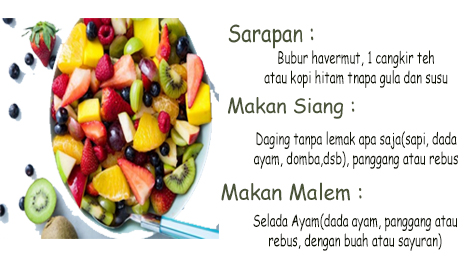 Sarapan :
Bubur havermut, 1 cangkir teh
atau kopi hitam tnapa gula dan susu
Makan Siang :
Daging tanpa lemak apa saja(sapi, dada
ayam, domba,dsb), panggang atau rebus
Makan Malem :
Selada Ayam(dada ayam, panggang atau
rebus, dengan buah atau sayuran)